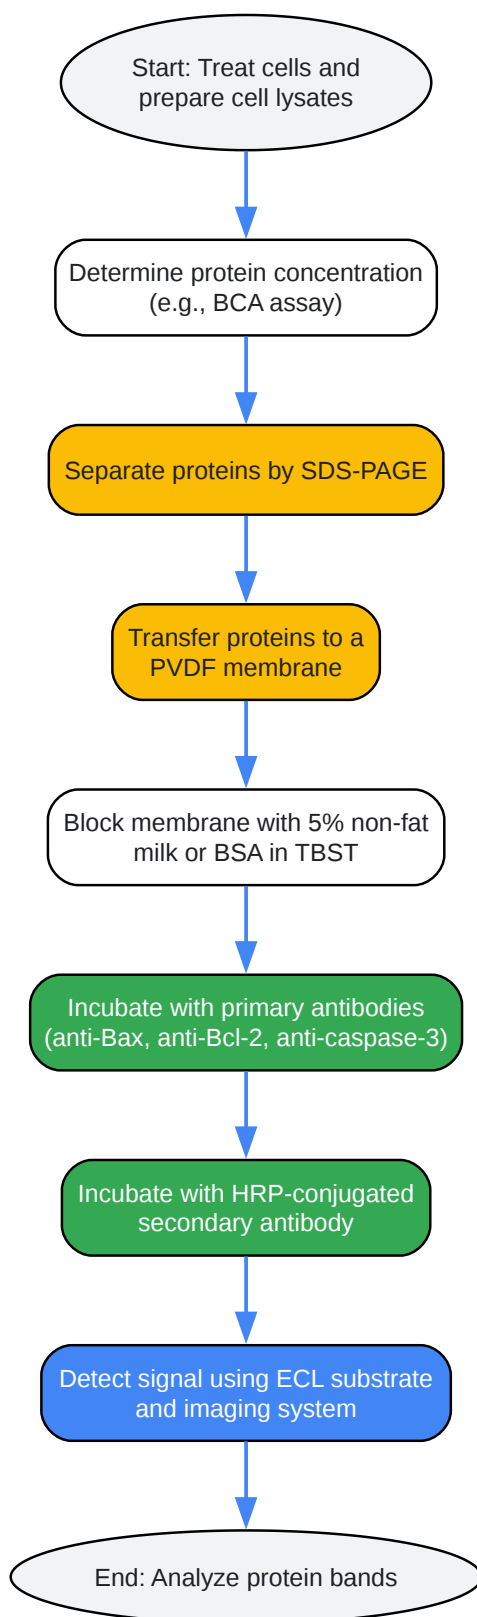 Start: Treat cells and
prepare cell lysates
Determine protein concentration
(e.g., BCA assay)
Separate proteins by SDS-PAGE
Transfer proteins to a
PVDF membrane
Block membrane with 5% non-fat
milk or BSA in TBST
Incubate with primary antibodies
(anti-Bax, anti-Bcl-2, anti-caspase-3)
Incubate with HRP-conjugated
secondary antibody
Detect signal using ECL substrate
and imaging system
End: Analyze protein bands